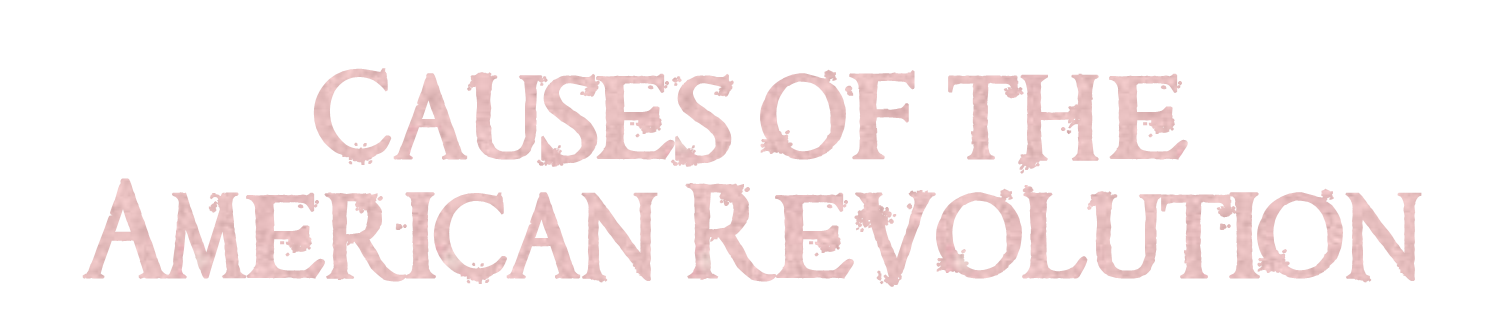 CAUSES OF THE
AMERICAN REVOLUTION